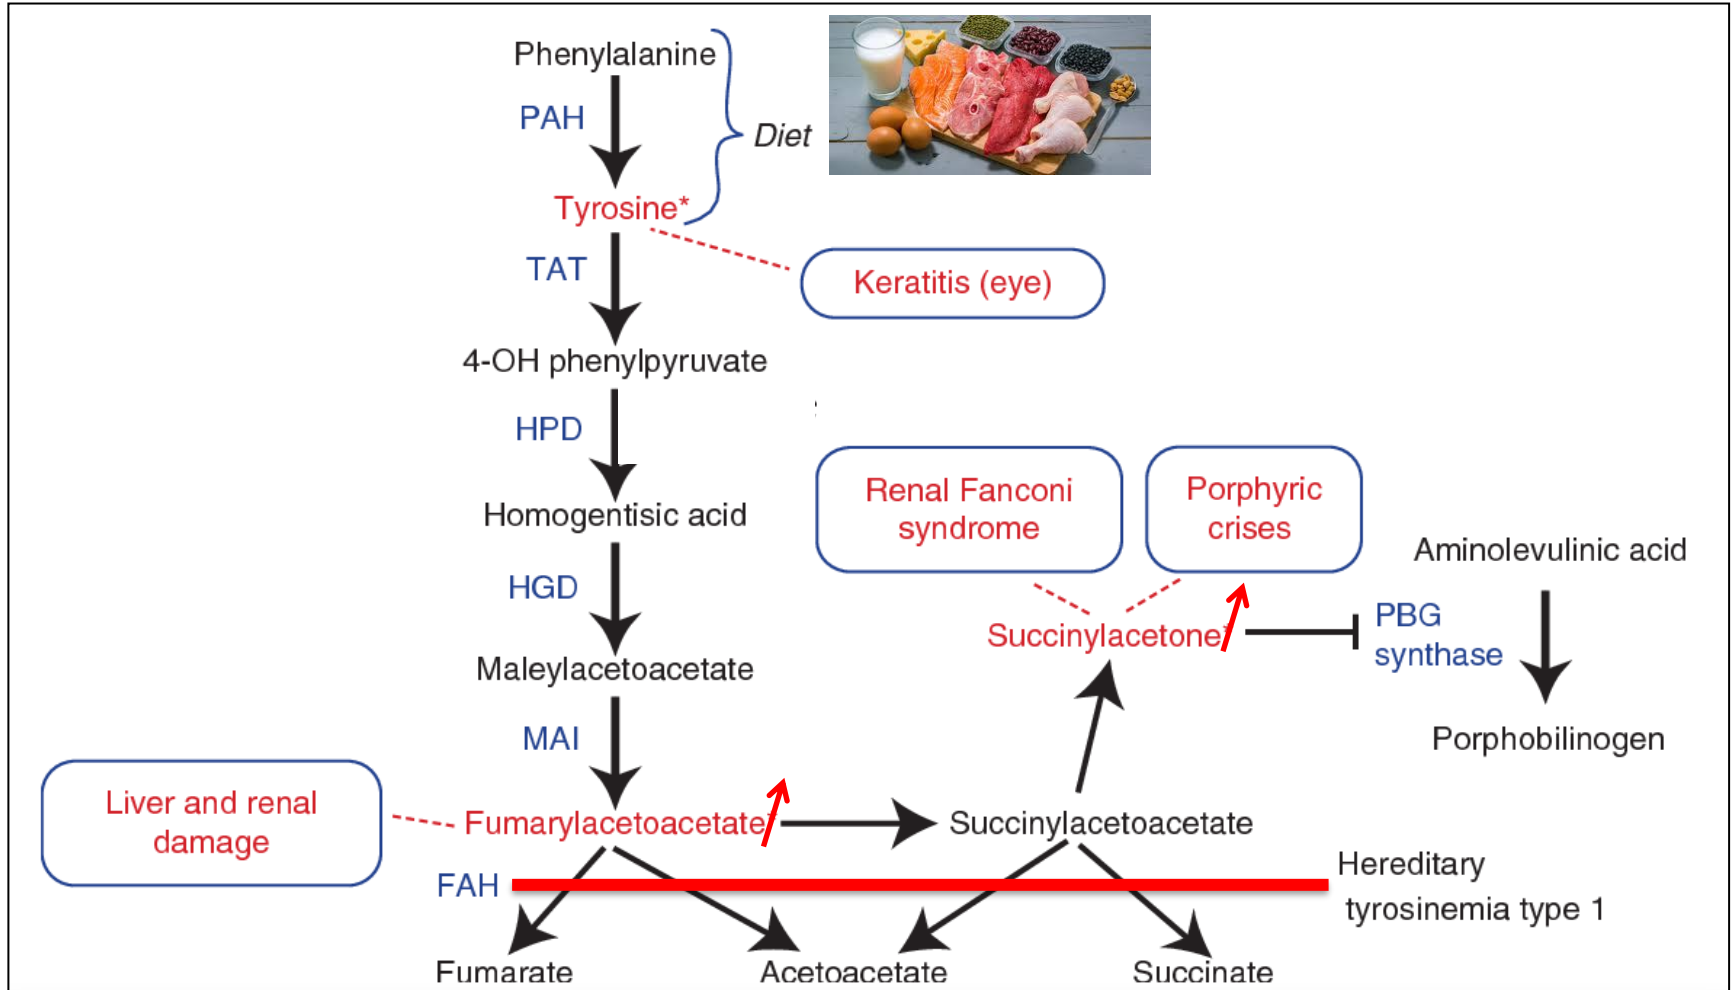 Phenylalanine
PAH
Diet
Tyrosine*
TAT
Keratitis (eye)
4-OH phenylpyruvate
HPD
Homogentisic acid
HGD
Maleylacetoacetate
MAI
Renal Fanconi
syndrome
Porphyric
crises
Aminolevulinic acid
Succinylacetone*
PBG
synthase
Porphobilinogen
Liver and renal
damage
Fumarylacetoacetate*
Succinylacetoacetate
FAH
Hereditary
tyrosinemia type 1
Fumarate
Acetoacetate
Succinate